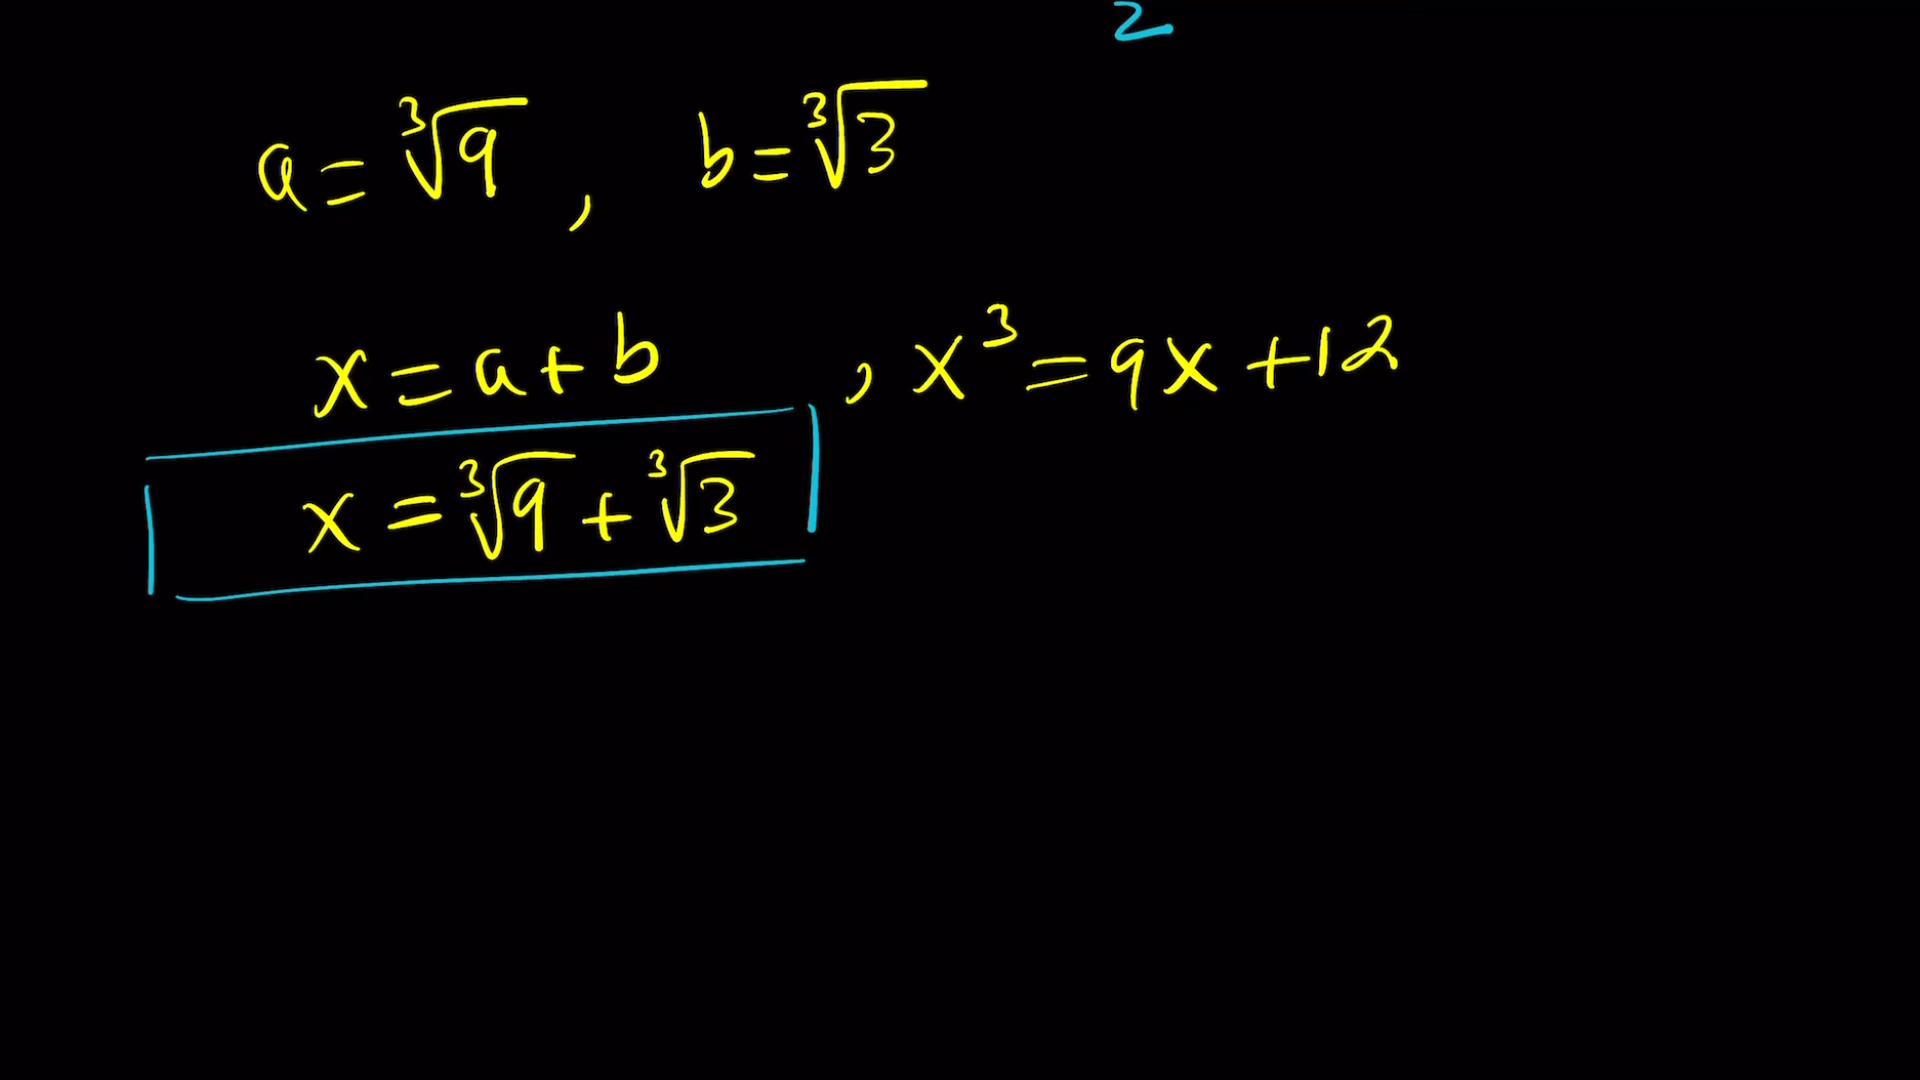 2
a = ∛9 , b = ∛3
x = a + b , x³ = 9x + 12
x = ∛9 + ∛3